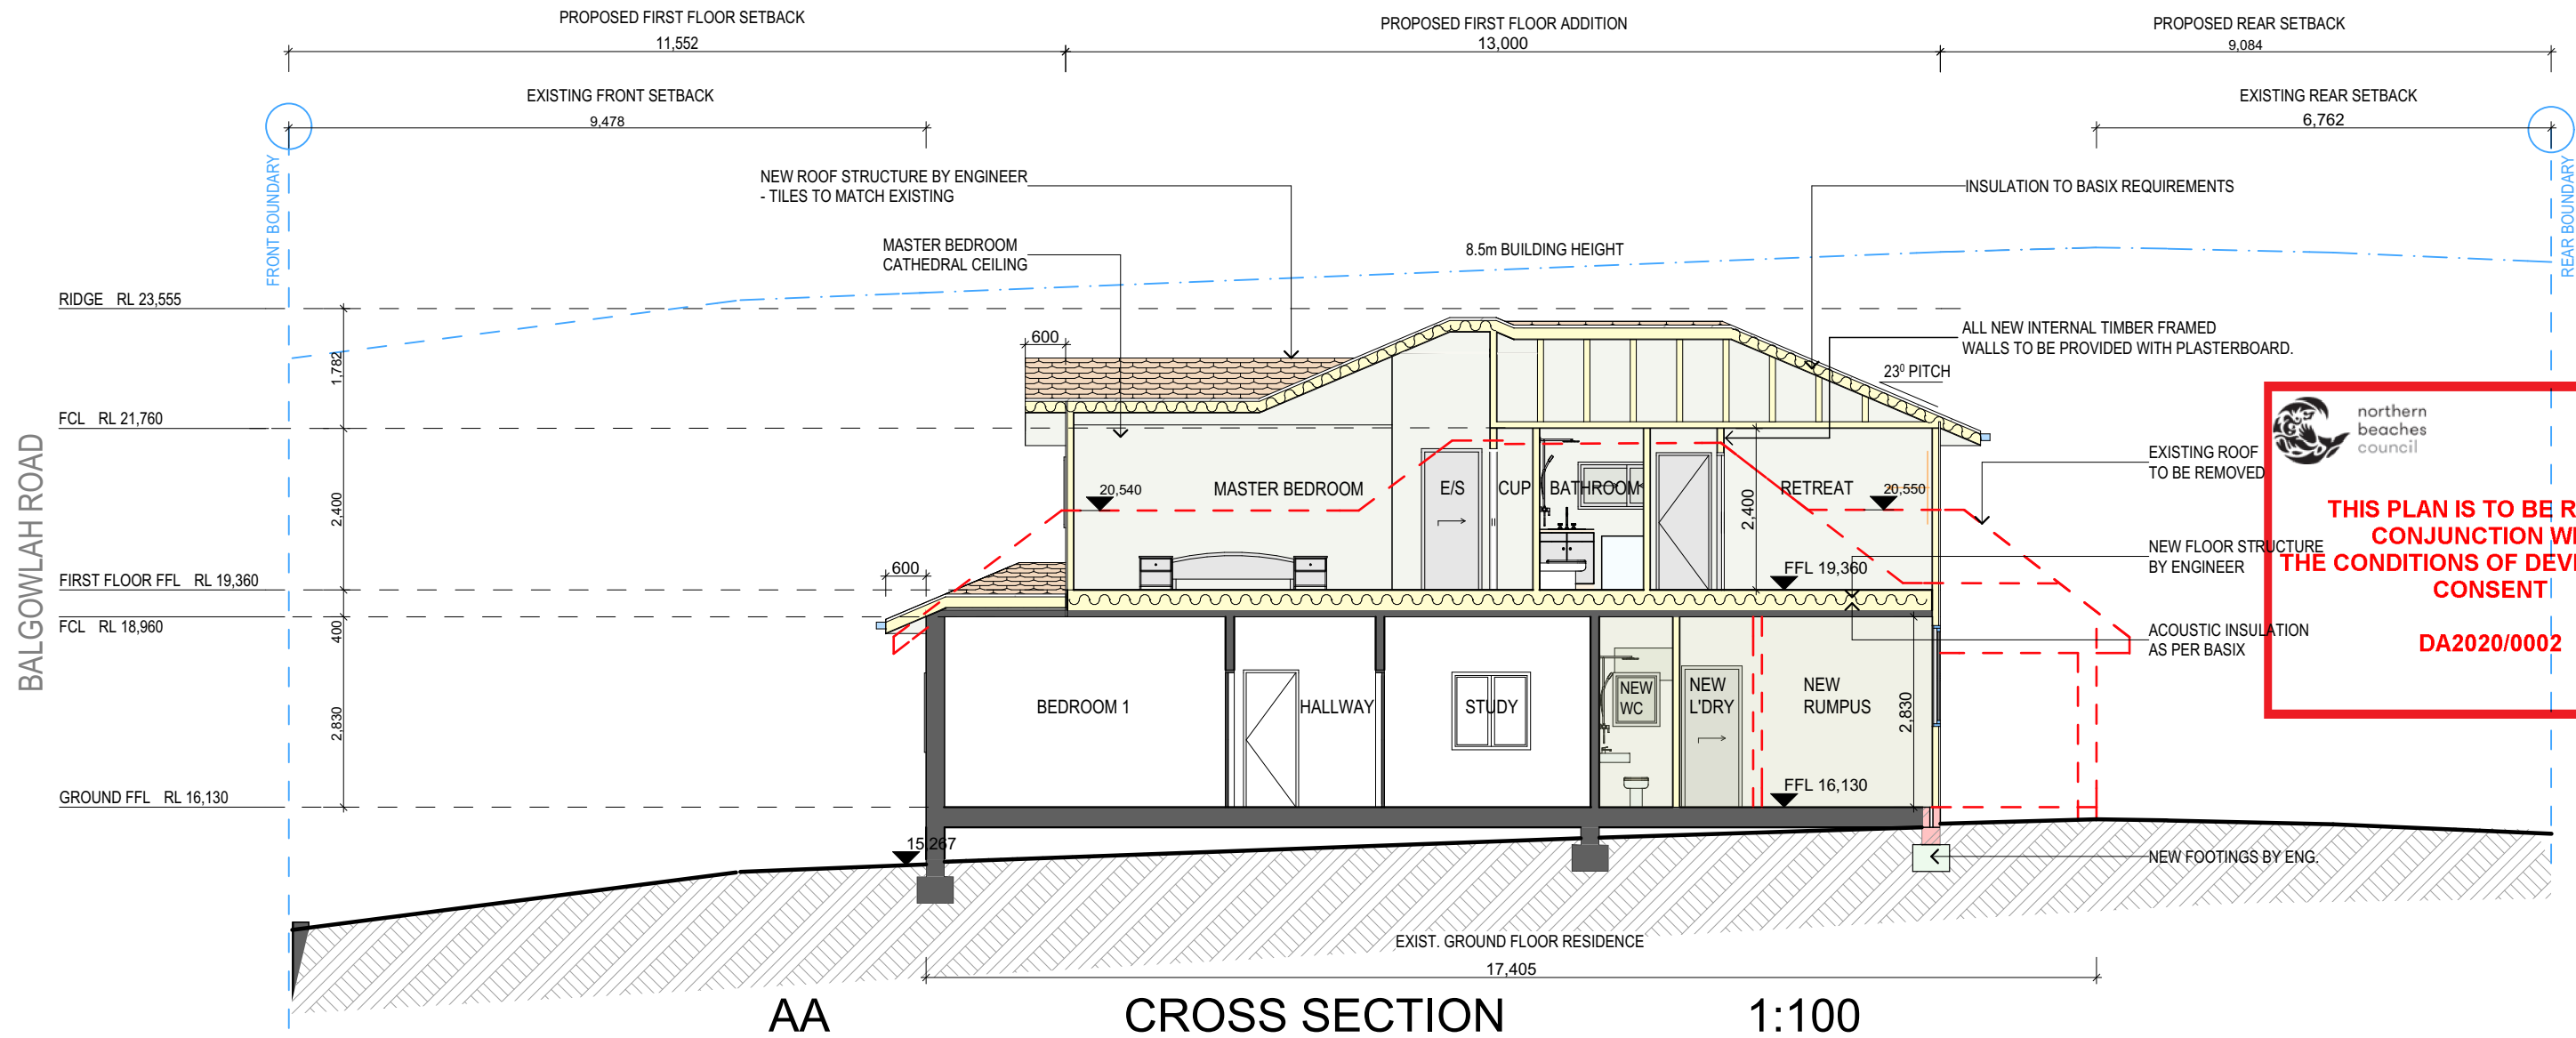 PROPOSED FIRST FLOOR SETBACK
11,552
PROPOSED FIRST FLOOR ADDITION
13,000
PROPOSED REAR SETBACK
9,084
EXISTING FRONT SETBACK
9,478
EXISTING REAR SETBACK
6,762
FRONT BOUNDARY
REAR BOUNDARY
NEW ROOF STRUCTURE BY ENGINEER
- TILES TO MATCH EXISTING
INSULATION TO BASIX REQUIREMENTS
MASTER BEDROOM
CATHEDRAL CEILING
8.5m BUILDING HEIGHT
RIDGE RL 23,555
600
ALL NEW INTERNAL TIMBER FRAMED
WALLS TO BE PROVIDED WITH PLASTERBOARD.
1,782
23⁰ PITCH
FCL RL 21,760
northern
beaches
council
BALGOWLAH ROAD
EXISTING ROOF
TO BE REMOVED
20,540
MASTER BEDROOM
E/S
CUP
BATHROOM
RETREAT
20,550
2,400
2,400
THIS PLAN IS TO BE R
CONJUNCTION WI
THE CONDITIONS OF DEV
CONSENT
DA2020/0002
NEW FLOOR STRUCTURE
BY ENGINEER
FIRST FLOOR FFL RL 19,360
600
FFL 19,360
FCL RL 18,960
400
ACOUSTIC INSULATION
AS PER BASIX
BEDROOM 1
HALLWAY
STUDY
NEW
WC
NEW
L'DRY
NEW
RUMPUS
2,830
2,830
GROUND FFL RL 16,130
FFL 16,130
15,267
NEW FOOTINGS BY ENG.
EXIST. GROUND FLOOR RESIDENCE
17,405
AA CROSS SECTION 1:100